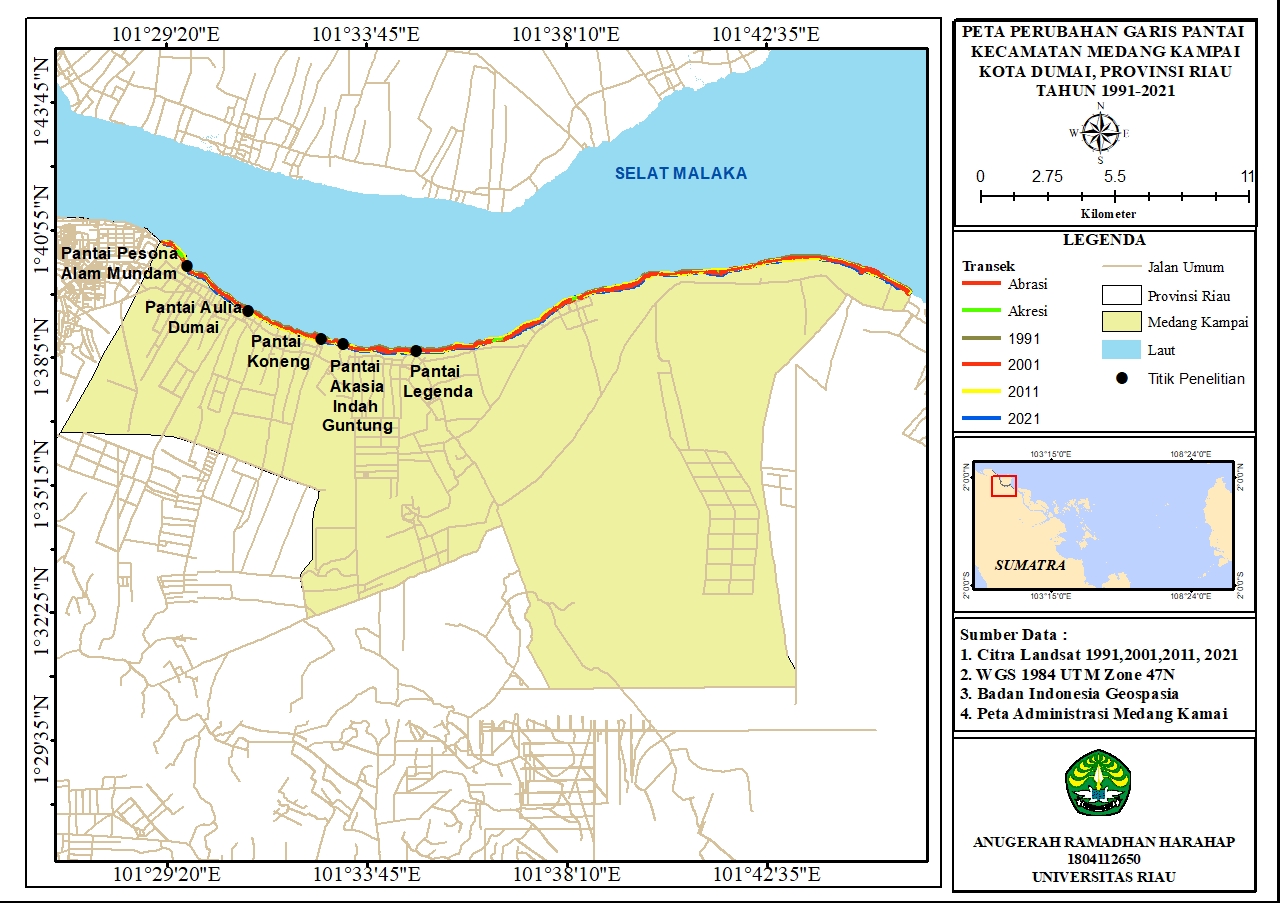 101°29'20"E
101°33'45"E
101°38'10"E
101°42'35"E
1°43'45"N
1°40'55"N
1°38'5"N
1°35'15"N
1°32'25"N
1°29'35"N
SELAT MALAKA
Pantai Pesona
Alam Mundam
Pantai Aulia
Dumai
Pantai
Koneng
Pantai
Akasia
Indah
Guntung
Pantai
Legenda
101°29'20"E
101°33'45"E
101°38'10"E
101°42'35"E
PETA PERUBAHAN GARIS PANTAI
KECAMATAN MEDANG KAMPAI
KOTA DUMAI, PROVINSI RIAU
TAHUN 1991-2021
N
W E
S
0 2.75 5.5 11
Kilometer
LEGENDA
Transek
Abrasi
Akresi
1991
2001
2011
2021
Jalan Umum
Provinsi Riau
Medang Kampai
Laut
Titik Penelitian
103°15'0"E
108°24'0"E
2°0'0"N
2°0'0"N
SUMATRA
2°0'0"S
2°0'0"S
103°15'0"E
108°24'0"E
Sumber Data :
1. Citra Landsat 1991,2001,2011, 2021
2. WGS 1984 UTM Zone 47N
3. Badan Indonesia Geospasia
4. Peta Administrasi Medang Kamai
ANUGERAH RAMADHAN HARAHAP
1804112650
UNIVERSITAS RIAU